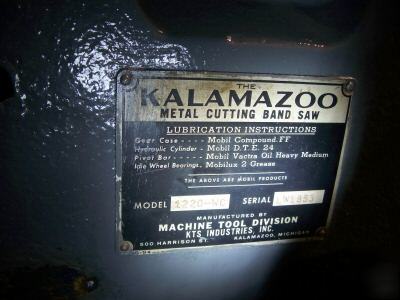 THE
KALAMAZOO
METAL CUTTING BAND SAW
LUBRICATION INSTRUCTIONS
Gear Case ---- Mobil Compound FF
Hydraulic Cylinder - Mobil D.T.E. 24
Pivot Bar ----- Mobil Vactra Oil Heavy Medium
Idle Wheel Bearings. Mobilux 2 Grease
THE ABOVE ARE MOBIL PRODUCTS
MODEL 1220-WC SERIAL
MANUFACTURED BY
MACHINE TOOL DIVISION
KTS INDUSTRIES, INC.
500 HARRISON ST. KALAMAZOO, MICHIGAN